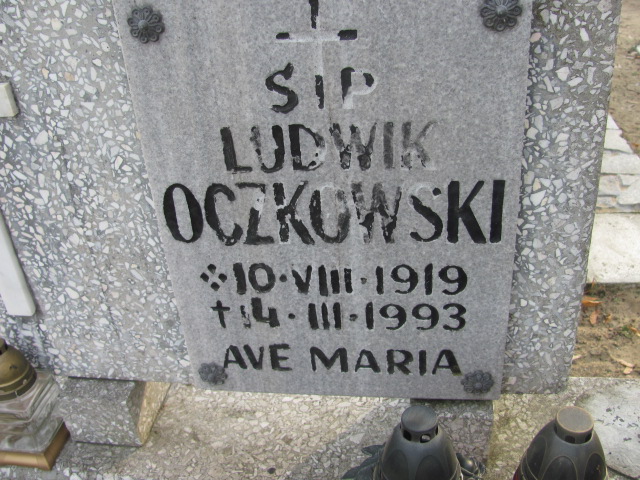 Ś P
LUDWIK
OCZKOWSKI
10·VIII·1919
14·III·1993
AVE MARIA